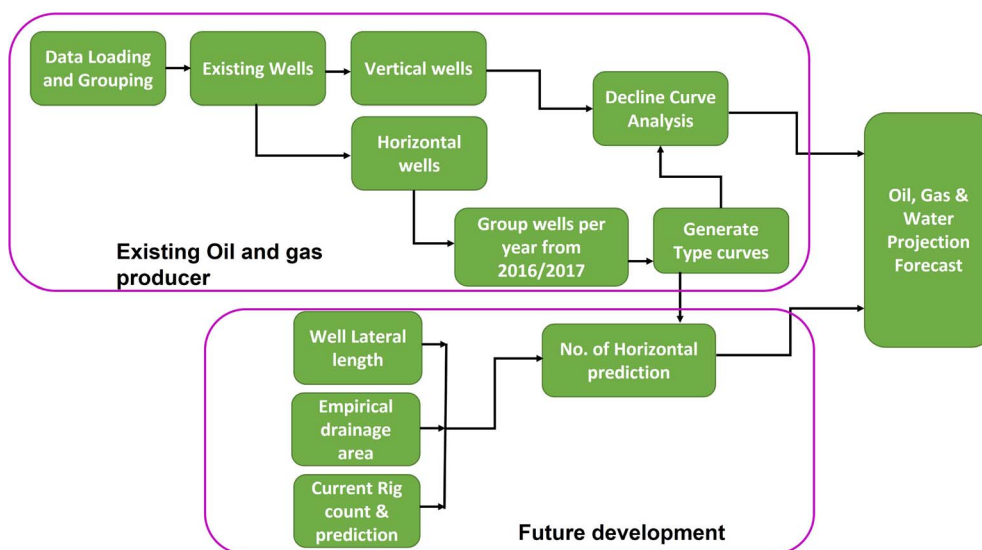 Data Loading
and Grouping
Existing Wells
Vertical wells
Decline Curve
Analysis
Horizontal
wells
Group wells per
year from
2016/2017
Generate
Type curves
Existing Oil and gas
producer
Oil, Gas &
Water
Projection
Forecast
Well Lateral
length
Empirical
drainage
area
Current Rig
count &
prediction
No. of Horizontal
prediction
Future development